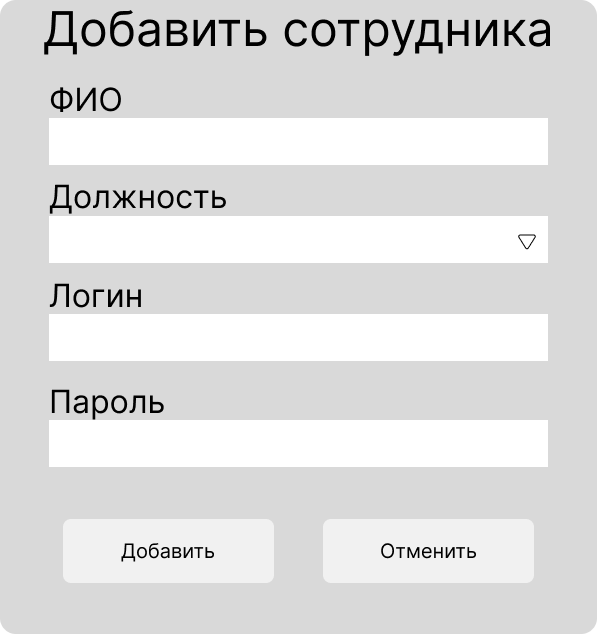 Добавить сотрудника
ФИО
Должность
Логин
Пароль
Добавить
Отменить